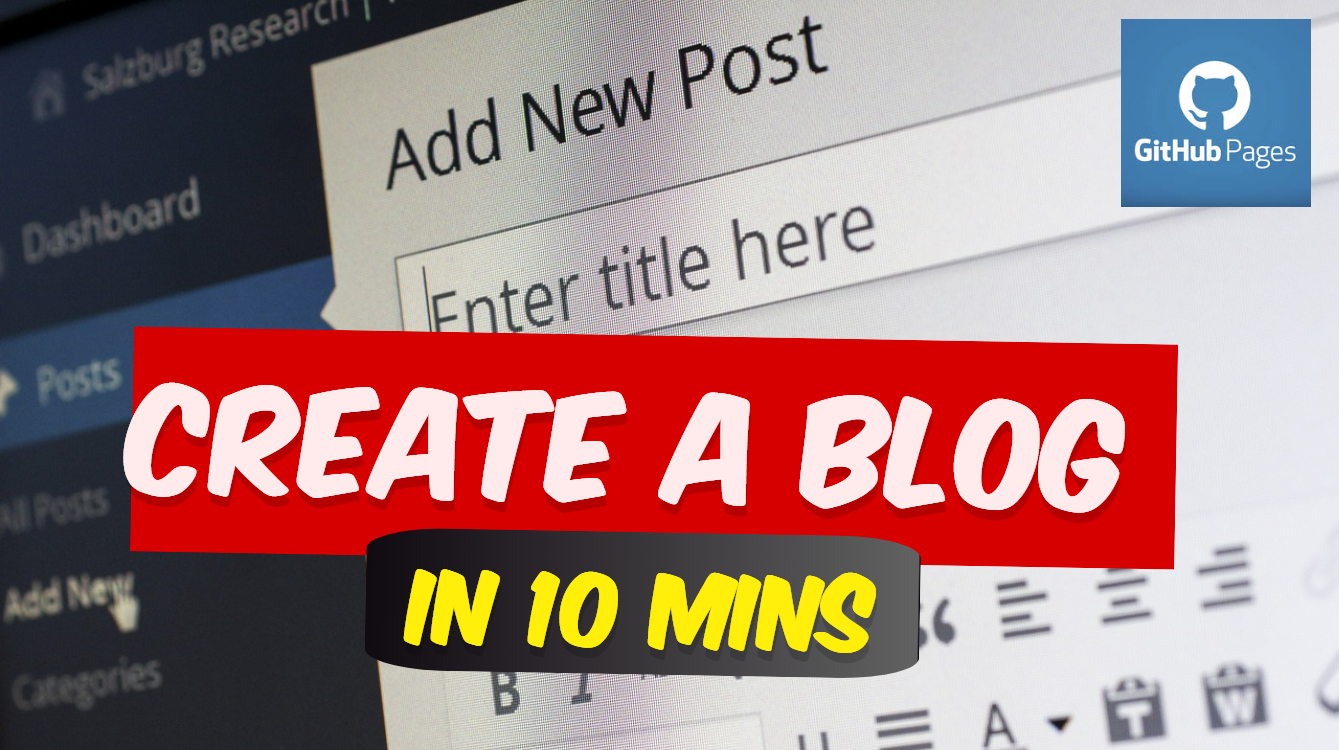 Salzburg Research
Add New Post
GitHub Pages
Dashboard
Enter title here
Posts
CREATE A BLOG
All Posts
IN 10 MINS
Add New
Categories
B I
U A T W